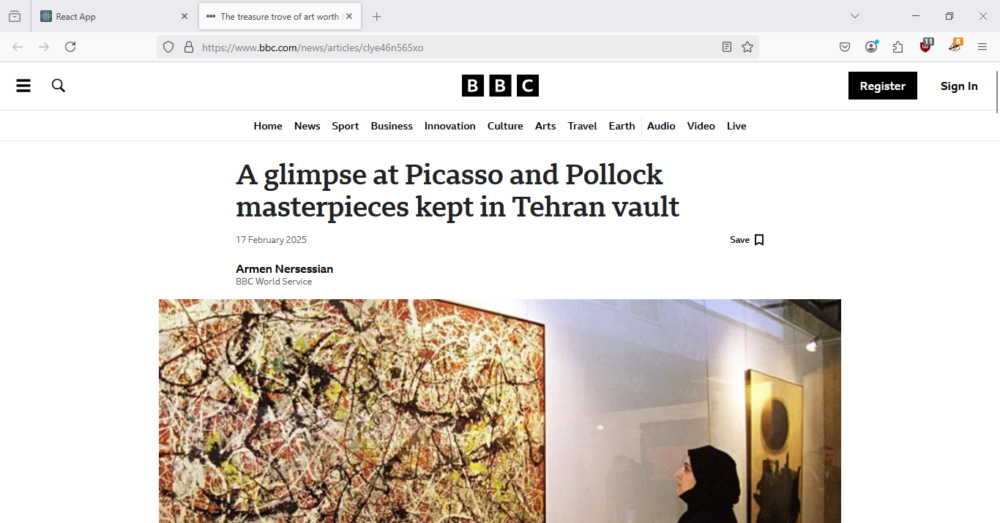 React App
The treasure trove of art worth
https://www.bbc.com/news/articles/clye46n565xo
11
8
BBC
Register
Sign In
Home News Sport Business Innovation Culture Arts Travel Earth Audio Video Live
A glimpse at Picasso and Pollock
masterpieces kept in Tehran vault
17 February 2025
Save
Armen Nersessian
BBC World Service